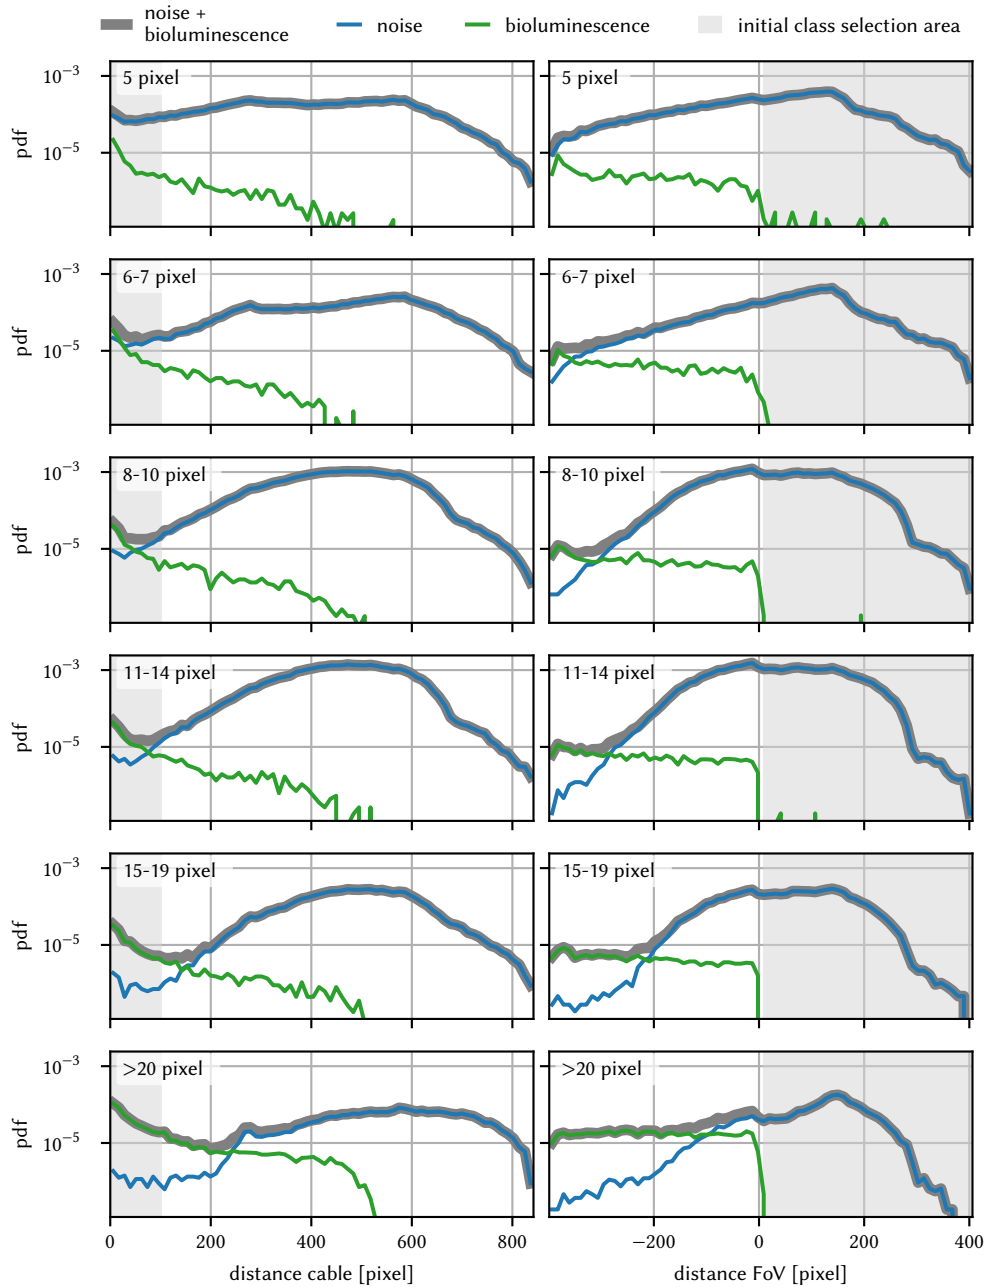 noise +
bioluminescence
noise
bioluminescence
initial class selection area
5 pixel
5 pixel
10⁻³
10⁻⁵
pdf
6-7 pixel
6-7 pixel
10⁻³
10⁻⁵
pdf
8-10 pixel
8-10 pixel
10⁻³
10⁻⁵
pdf
11-14 pixel
11-14 pixel
10⁻³
10⁻⁵
pdf
15-19 pixel
15-19 pixel
10⁻³
10⁻⁵
pdf
>20 pixel
>20 pixel
10⁻³
10⁻⁵
pdf
0 200 400 600 800
−200 0 200 400
distance cable [pixel]
distance FoV [pixel]